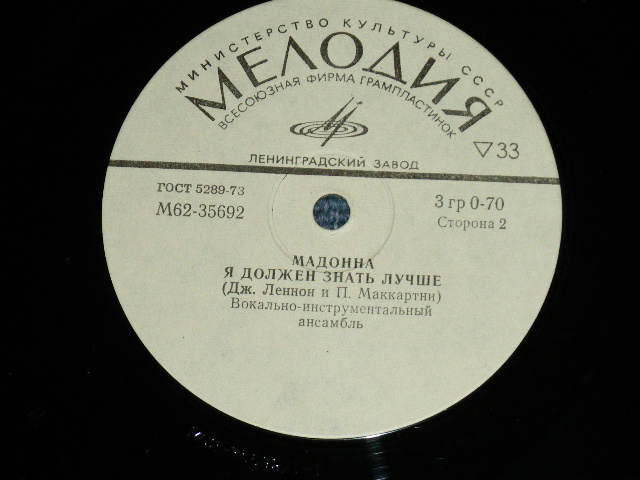 МИНИСТЕРСТВО КУЛЬТУРЫ СССР
МЕЛОДИЯ
ВСЕСОЮЗНАЯ ФИРМА ГРАМПЛАСТИНОК
▽33
ЛЕНИНГРАДСКИЙ ЗАВОД
ГОСТ 5289-73
М62-35692
3 гр 0-70
Сторона 2
МАДОННА
Я ДОЛЖЕН ЗНАТЬ ЛУЧШЕ
(Дж. Леннон и П. Маккартни)
Вокально-инструментальный
ансамбль